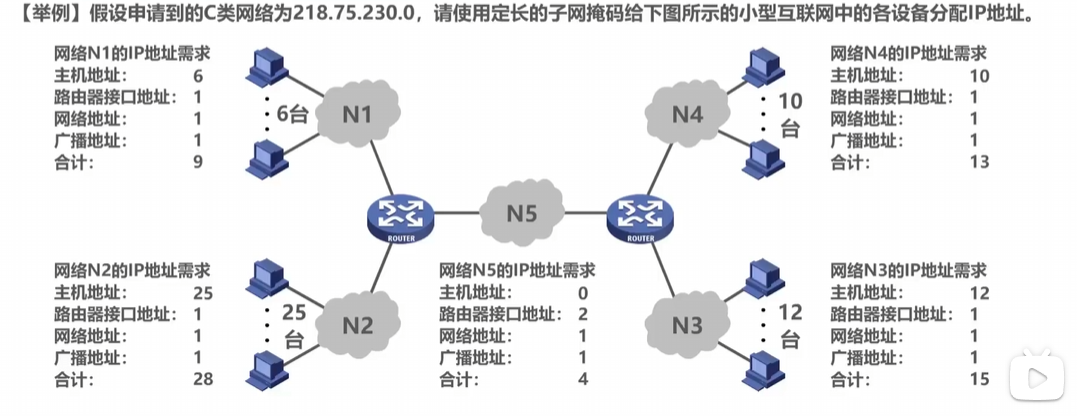 【举例】假设申请到的C类网络为218.75.230.0，请使用定长的子网掩码给下图所示的小型互联网中的各设备分配IP地址。
网络N1的IP地址需求
主机地址： 6
路由器接口地址： 1
网络地址： 1
广播地址： 1
合计： 9
6台
N1
N4
10
台
网络N4的IP地址需求
主机地址： 10
路由器接口地址： 1
网络地址： 1
广播地址： 1
合计： 13
ROUTER
N5
ROUTER
网络N2的IP地址需求
主机地址： 25
路由器接口地址： 1
网络地址： 1
广播地址： 1
合计： 28
25
台
N2
网络N5的IP地址需求
主机地址： 0
路由器接口地址： 2
网络地址： 1
广播地址： 1
合计： 4
N3
12
台
网络N3的IP地址需求
主机地址： 12
路由器接口地址： 1
网络地址： 1
广播地址： 1
合计： 15